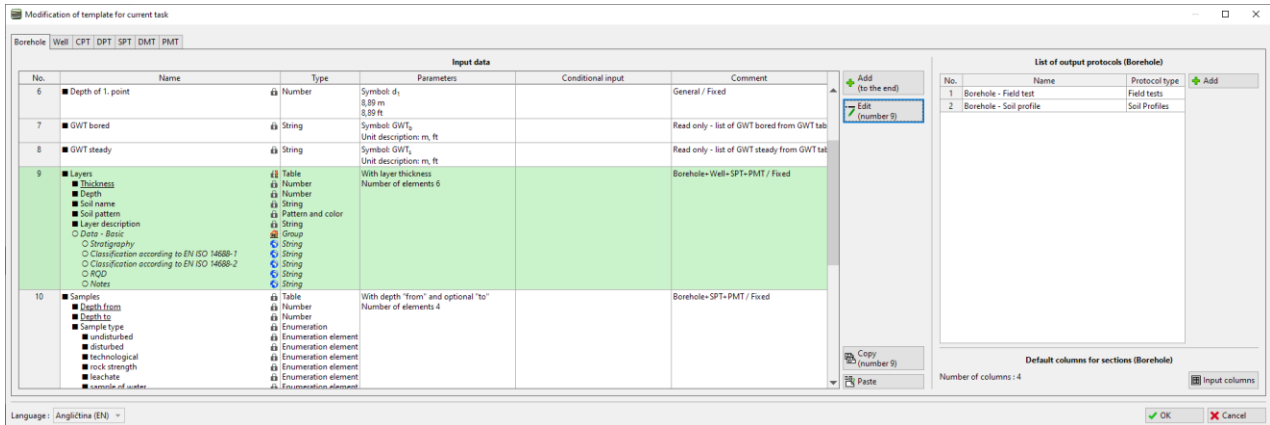 Modification of template for current task
Borehole Well CPT DPT SPT DMT PMT
Input data
No. Name Type Parameters Conditional input Comment
6 Depth of 1. point Number Symbol: d1 General / Fixed
8,89 m
8,89 ft
7 GWT bored String Symbol: GWTb Read only - list of GWT bored from GWT tab
Unit description: m, ft
8 GWT steady String Symbol: GWTs Read only - list of GWT steady from GWT tal
Unit description: m, ft
9 Layers Table With layer thickness Borehole+Well+SPT+PMT / Fixed
Thickness Number Number of elements 6
Depth Number
Soil name String
Soil pattern Pattern and color
Layer description String
Data - Basic Group
Stratigraphy String
Classification according to EN ISO 14688-1 String
Classification according to EN ISO 14688-2 String
RQD String
Notes String
10 Samples Table With depth "from" and optional "to" Borehole+SPT+PMT / Fixed
Depth from Number Number of elements 4
Depth to Number
Sample type Enumeration
undisturbed Enumeration element
disturbed Enumeration element
technological Enumeration element
rock strength Enumeration element
leachate Enumeration element
sample of water Enumeration element
Add
(to the end)
Edit
(number 9)
Copy
(number 9)
Paste
List of output protocols (Borehole)
No. Name Protocol type
1 Borehole - Field test Field tests
2 Borehole - Soil profile Soil Profiles
Add
Default columns for sections (Borehole)
Number of columns : 4
Input columns
Language : Angličtina (EN)
OK Cancel